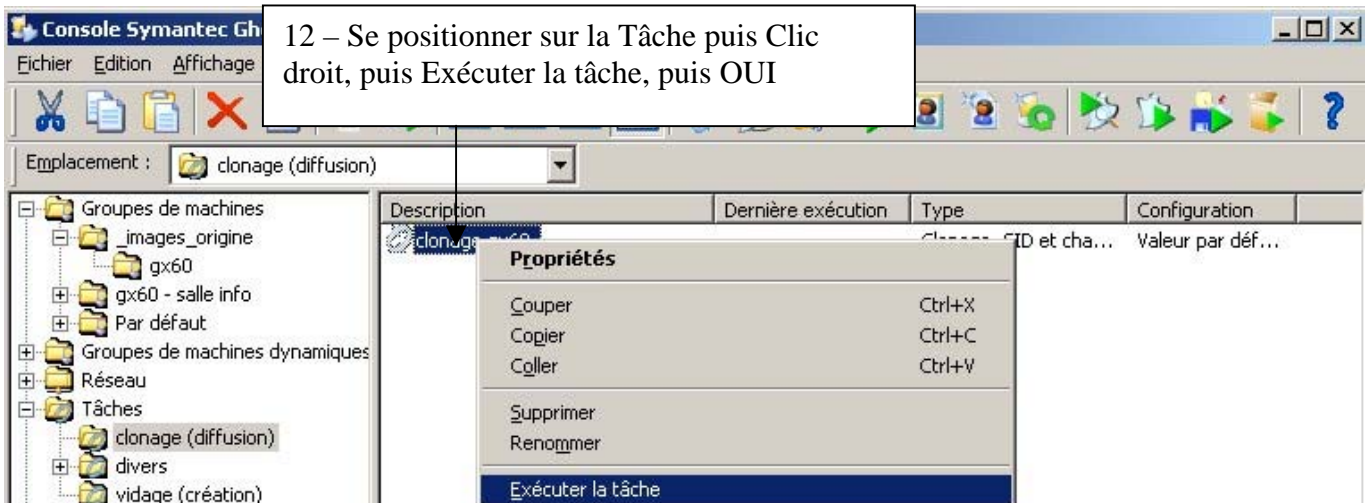 Console Symantec Gh
12 – Se positionner sur la Tâche puis Clic
droit, puis Exécuter la tâche, puis OUI
Fichier Edition Affichage
Emplacement : clonage (diffusion)
Groupes de machines
_images_origine
gx60
gx60 - salle info
Par défaut
Groupes de machines dynamiques
Réseau
Tâches
clonage (diffusion)
divers
vidage (création)
Description Dernière exécution Type Configuration
clonage gx60 SID et cha... Valeur par déf...
Propriétés
Couper Ctrl+X
Copier Ctrl+C
Coller Ctrl+V
Supprimer
Renommer
Exécuter la tâche